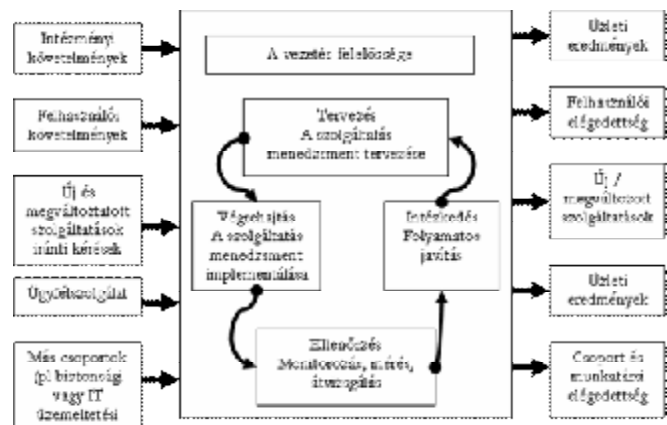 Intézményi
követelmények
Felhasználói
követelmények
Új és
megváltoztatott
szolgáltatások
iránti kérések
Ügyfélszolgálat
Más csoportok
(pl biztonsági
vagy IT
üzemeltetési
A vezetés felelőssége
Tervezés
A szolgáltatás
menedzsment tervezése
Végrehajtás
A szolgáltatás
menedzsment
implementálása
Intézkedés
Folyamatos
javítás
Ellenőrzés
Monitorozás, mérés,
átvizsgálás
Üzleti
eredmények
Felhasználói
elégedettség
Új /
megváltozott
szolgáltatások
Üzleti
eredmények
Csoport és
munkatársi
elégedettség